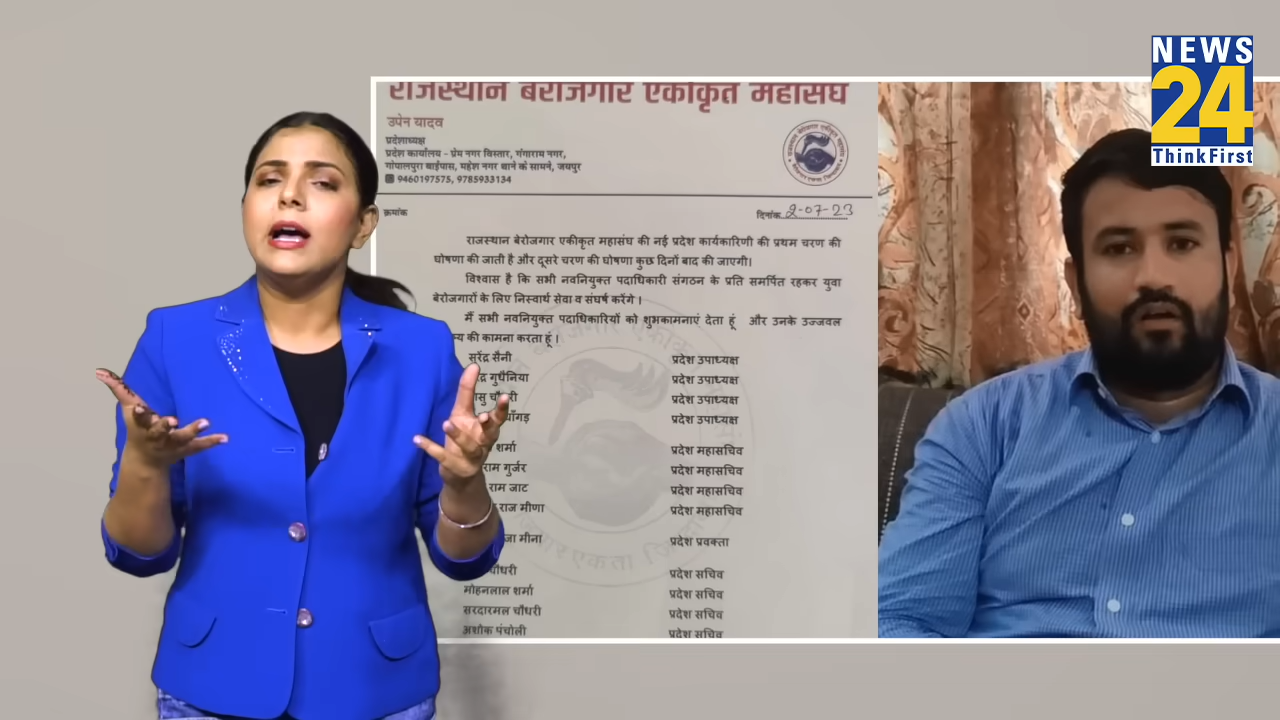 NEWS
24
ThinkFirst
राजस्थान बेरोजगार एकीकृत महासंघ
उपेन यादव
प्रदेशाध्यक्ष
प्रदेश कार्यालय - प्रेम नगर विस्तार, गंगाराम नगर,
गोपालपुरा बाईपास, महेश नगर थाने के सामने, जयपुर
9460197575, 9785933134
क्रमांक
दिनांक 2-07-23
राजस्थान बेरोजगार एकीकृत महासंघ की नई प्रदेश कार्यकारिणी की प्रथम चरण की
घोषणा की जाती है और दूसरे चरण की घोषणा कुछ दिनों बाद की जाएगी।
विश्वास है कि सभी नवनियुक्त पदाधिकारी संगठन के प्रति समर्पित रहकर युवा
बेरोजगारों के लिए निस्वार्थ सेवा व संघर्ष करेंगे ।
मैं सभी नवनियुक्त पदाधिकारियों को शुभकामनाएं देता हूं और उनके उज्जवल
की कामना करता हूं ।
सुरेंद्र सैनी प्रदेश उपाध्यक्ष
प्रदेश उपाध्यक्ष
प्रदेश उपाध्यक्ष
प्रदेश उपाध्यक्ष
शर्मा प्रदेश महासचिव
राम गुर्जर प्रदेश महासचिव
राम जाट प्रदेश महासचिव
राज मीणा प्रदेश महासचिव
मीना प्रदेश प्रवक्ता
चौधरी प्रदेश सचिव
मोहनलाल शर्मा प्रदेश सचिव
सरदारमल चौधरी प्रदेश सचिव
अशोक पंचोली प्रदेश सचिव